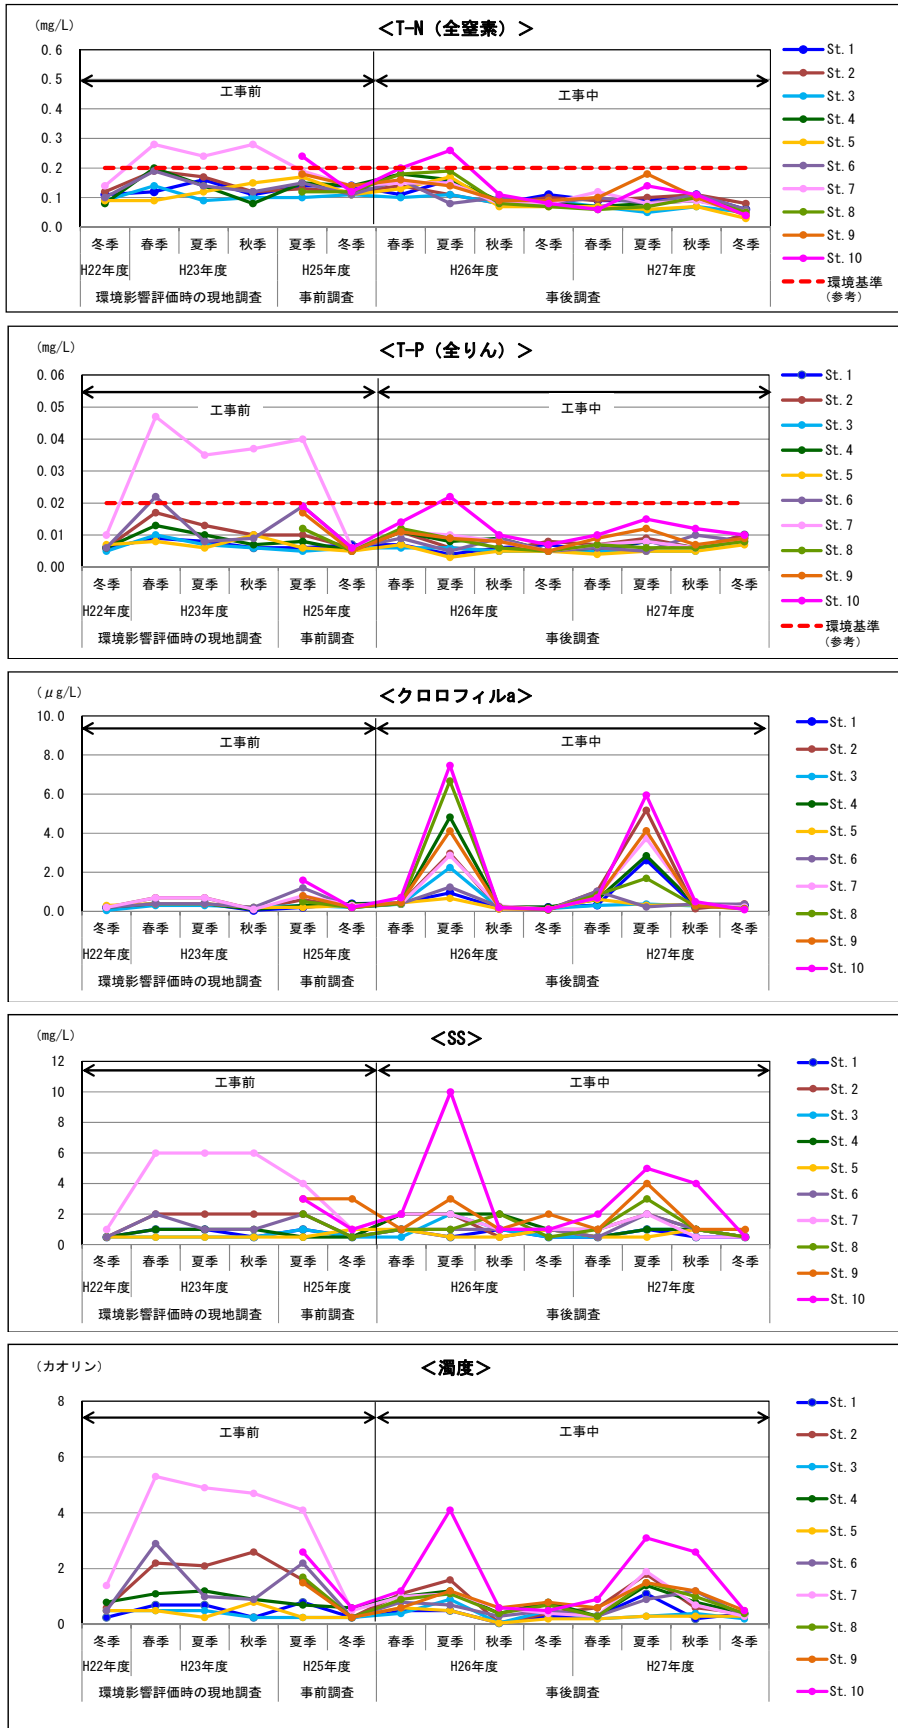 (mg/L)
＜T-N（全窒素）＞
0.6
0.5
0.4
0.3
0.2
0.1
0.0
工事前
工事中
冬季 春季 夏季 秋季 夏季 冬季 春季 夏季 秋季 冬季 春季 夏季 秋季 冬季
H22年度 H23年度 H25年度 H26年度 H27年度
環境影響評価時の現地調査 事前調査 事後調査
St.1
St.2
St.3
St.4
St.5
St.6
St.7
St.8
St.9
St.10
環境基準
(参考)
(mg/L)
＜T-P（全りん）＞
0.06
0.05
0.04
0.03
0.02
0.01
0.00
工事前
工事中
冬季 春季 夏季 秋季 夏季 冬季 春季 夏季 秋季 冬季 春季 夏季 秋季 冬季
H22年度 H23年度 H25年度 H26年度 H27年度
環境影響評価時の現地調査 事前調査 事後調査
St.1
St.2
St.3
St.4
St.5
St.6
St.7
St.8
St.9
St.10
環境基準
(参考)
(μg/L)
＜クロロフィルa＞
10.0
8.0
6.0
4.0
2.0
0.0
工事前
工事中
冬季 春季 夏季 秋季 夏季 冬季 春季 夏季 秋季 冬季 春季 夏季 秋季 冬季
H22年度 H23年度 H25年度 H26年度 H27年度
環境影響評価時の現地調査 事前調査 事後調査
St.1
St.2
St.3
St.4
St.5
St.6
St.7
St.8
St.9
St.10
(mg/L)
＜SS＞
12
10
8
6
4
2
0
工事前
工事中
冬季 春季 夏季 秋季 夏季 冬季 春季 夏季 秋季 冬季 春季 夏季 秋季 冬季
H22年度 H23年度 H25年度 H26年度 H27年度
環境影響評価時の現地調査 事前調査 事後調査
St.1
St.2
St.3
St.4
St.5
St.6
St.7
St.8
St.9
St.10
(カオリン)
＜濁度＞
8
6
4
2
0
工事前
工事中
冬季 春季 夏季 秋季 夏季 冬季 春季 夏季 秋季 冬季 春季 夏季 秋季 冬季
H22年度 H23年度 H25年度 H26年度 H27年度
環境影響評価時の現地調査 事前調査 事後調査
St.1
St.2
St.3
St.4
St.5
St.6
St.7
St.8
St.9
St.10